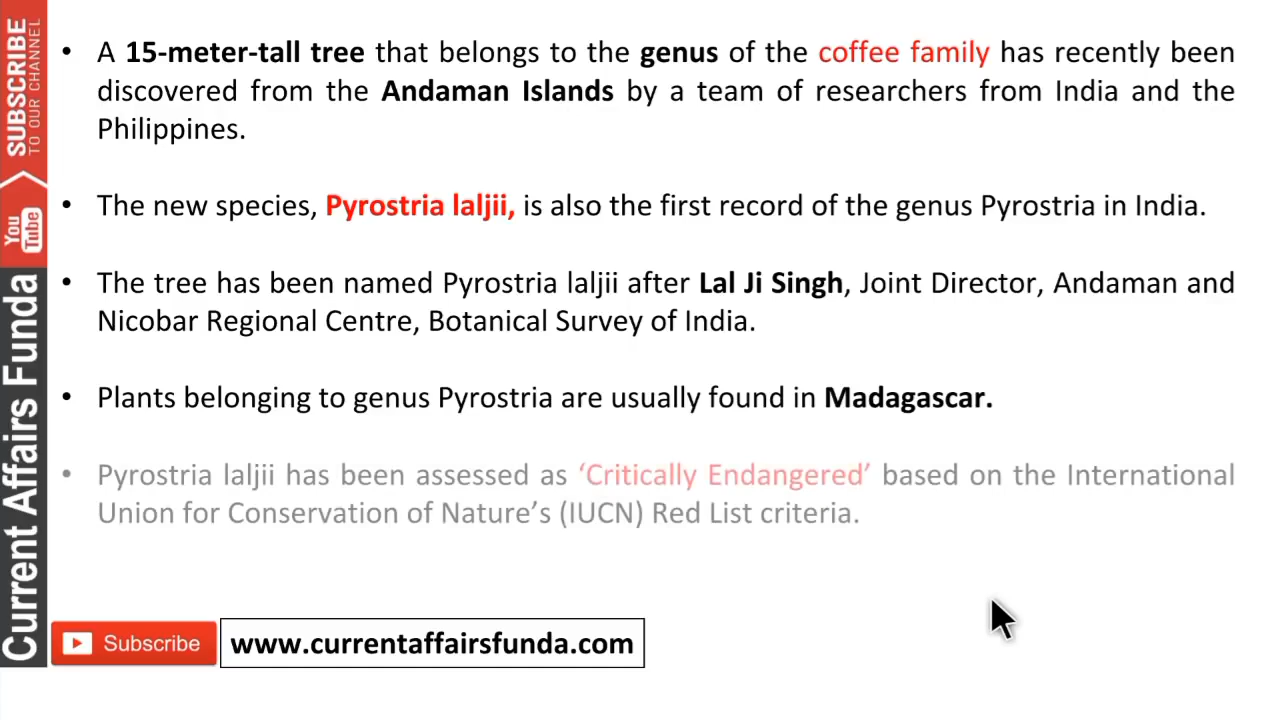 SUBSCRIBE
TO OUR CHANNEL
You
Tube
Current Affairs Funda
• A 15-meter-tall tree that belongs to the genus of the coffee family has recently been
discovered from the Andaman Islands by a team of researchers from India and the
Philippines.
• The new species, Pyrostria laljii, is also the first record of the genus Pyrostria in India.
• The tree has been named Pyrostria laljii after Lal Ji Singh, Joint Director, Andaman and
Nicobar Regional Centre, Botanical Survey of India.
• Plants belonging to genus Pyrostria are usually found in Madagascar.
• Pyrostria laljii has been assessed as ‘Critically Endangered’ based on the International
Union for Conservation of Nature’s (IUCN) Red List criteria.
Subscribe
www.currentaffairsfunda.com